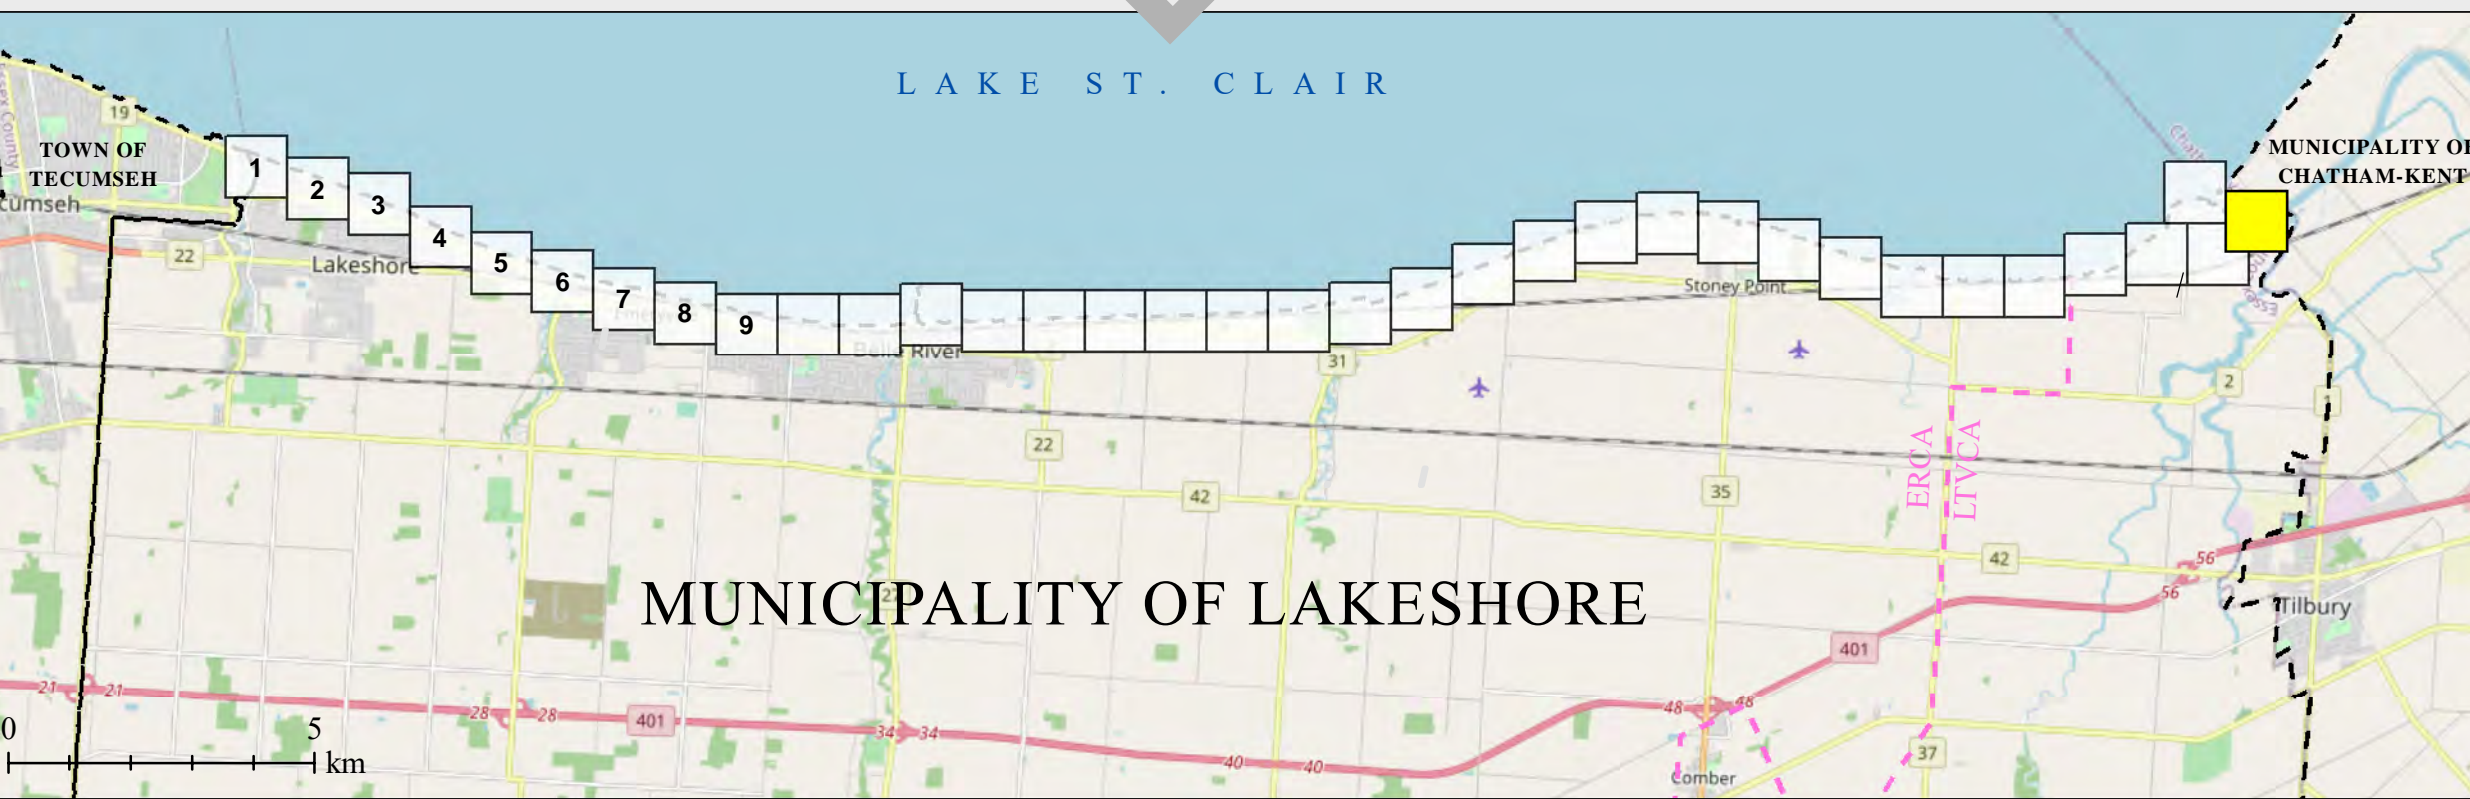 LAKE ST. CLAIR
19
TOWN OF
TECUMSEH
cumseh
MUNICIPALITY OF
CHATHAM-KENT
1
2
3
4
5
6
7
8
9
22
Lakeshore
Stoney Point
Belle River
31
2
1
22
42
35
ERCA
LTVCA
42
56
56
27
MUNICIPALITY OF LAKESHORE
Tilbury
401
21
21
28
28
401
34
34
48
48
40
40
37
Comber
0
5
km